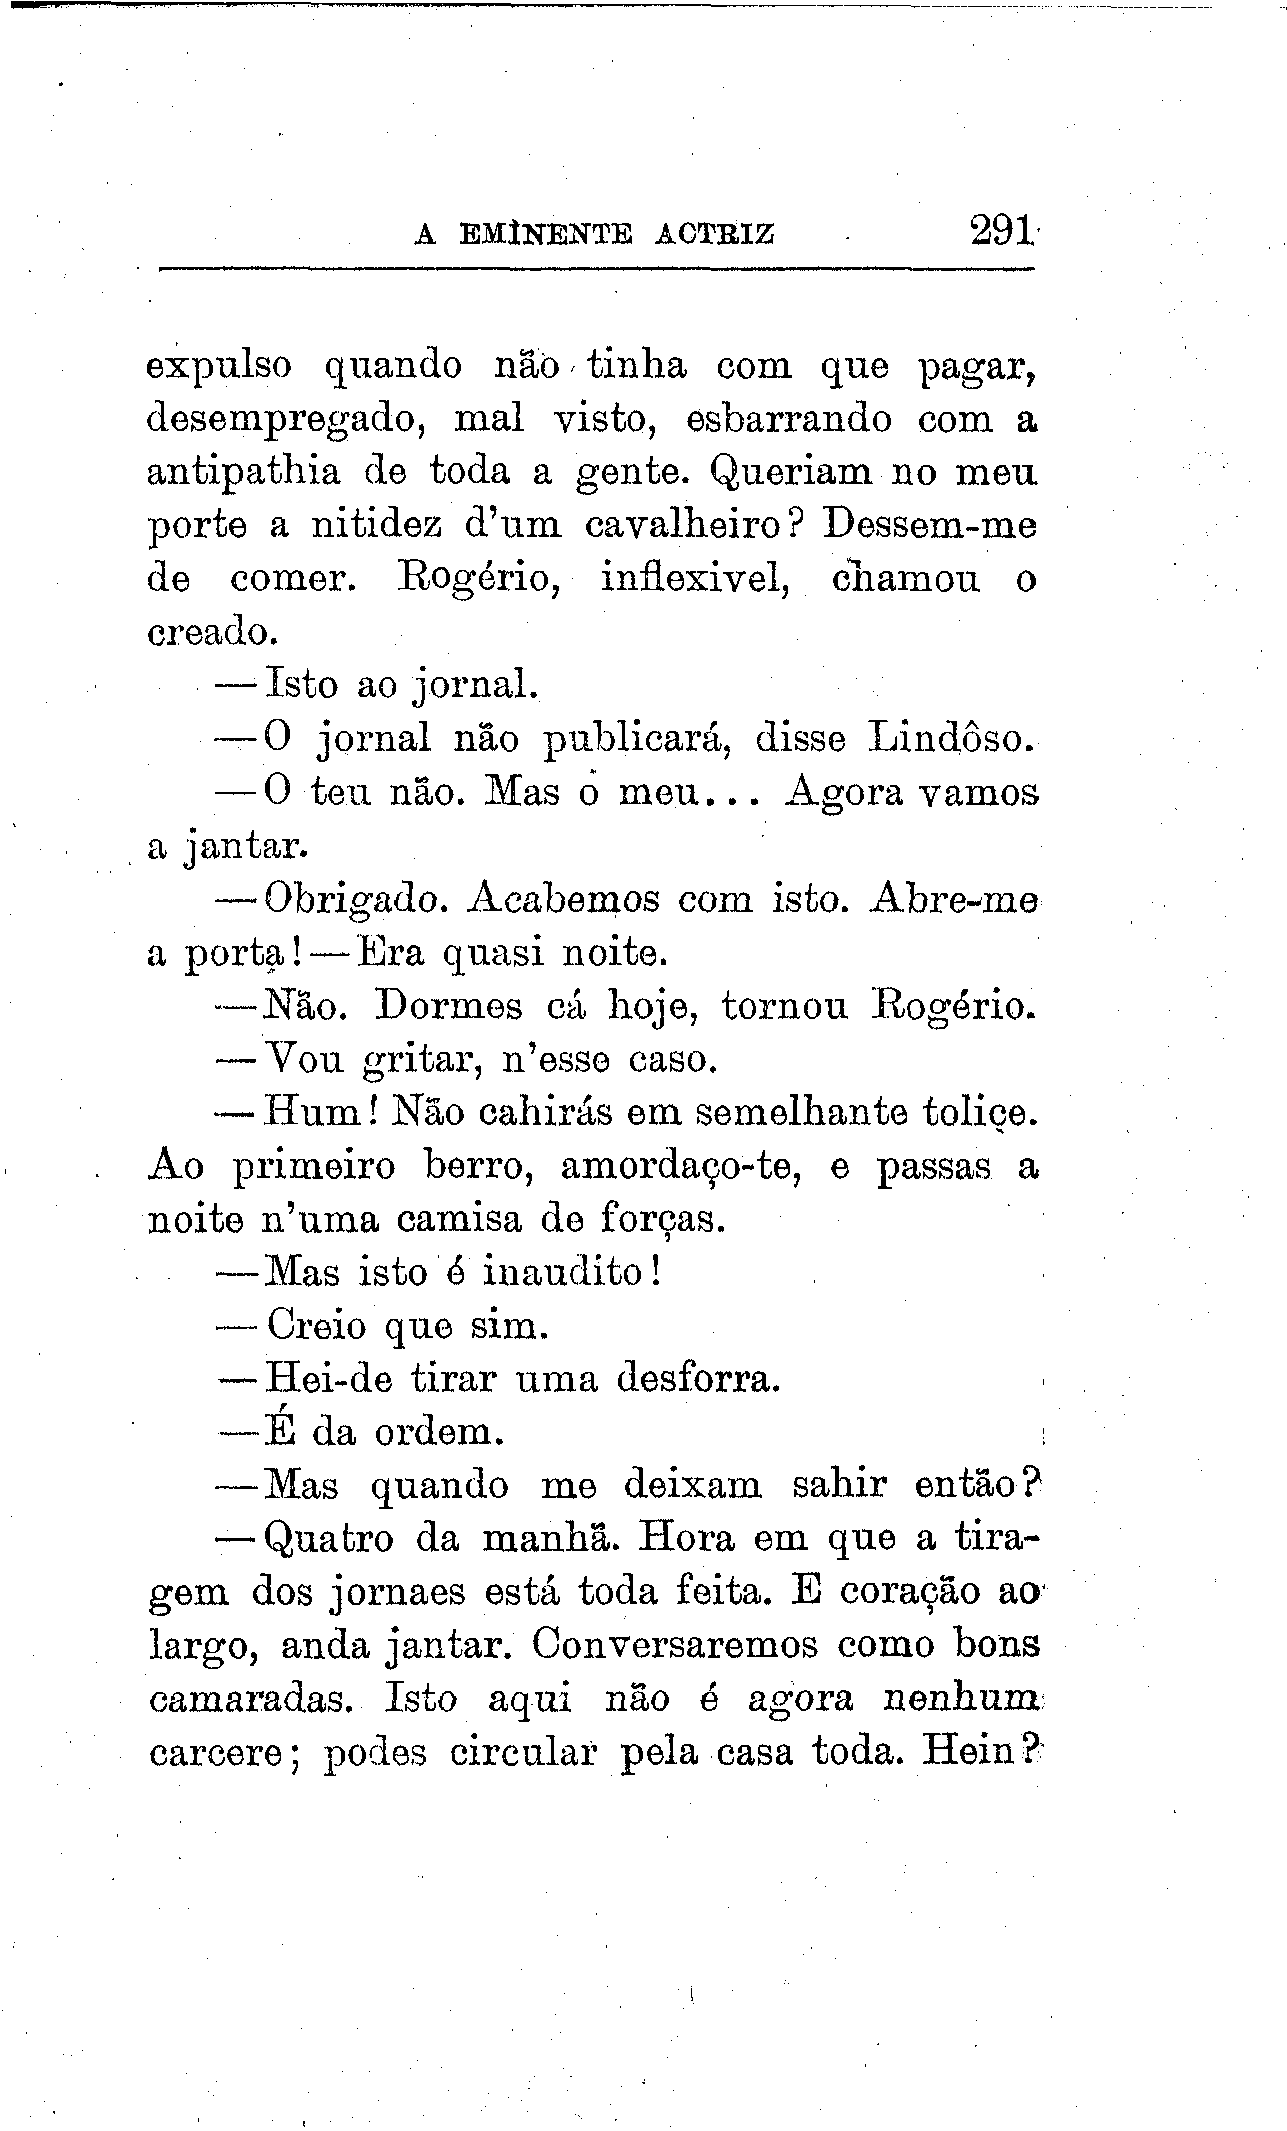 A EMINENTE ACTRIZ 291
expulso quando não tinha com que pagar,
desempregado, mal visto, esbarrando com a
antipathia de toda a gente. Queriam no meu
porte a nitidez d'um cavalheiro? Dessem-me
de comer. Rogério, inflexivel, chamou o
creado.
—Isto ao jornal.
—O jornal não publicará, disse Lindôso.
—O teu não. Mas o meu... Agora vamos
a jantar.
—Obrigado. Acabemos com isto. Abre-me
a porta!—Era quasi noite.
—Não. Dormes cá hoje, tornou Rogério.
—Vou gritar, n'esse caso.
—Hum! Não cahirás em semelhante tolice.
Ao primeiro berro, amordaço-te, e passas a
noite n'uma camisa de forças.
—Mas isto é inaudito!
—Creio que sim.
—Hei-de tirar uma desforra.
—É da ordem.
—Mas quando me deixam sahir então?
—Quatro da manhã. Hora em que a tira-
gem dos jornaes está toda feita. E coração ao
largo, anda jantar. Conversaremos como bons
camaradas. Isto aqui não é agora nenhum
carcere; podes circular pela casa toda. Hein?